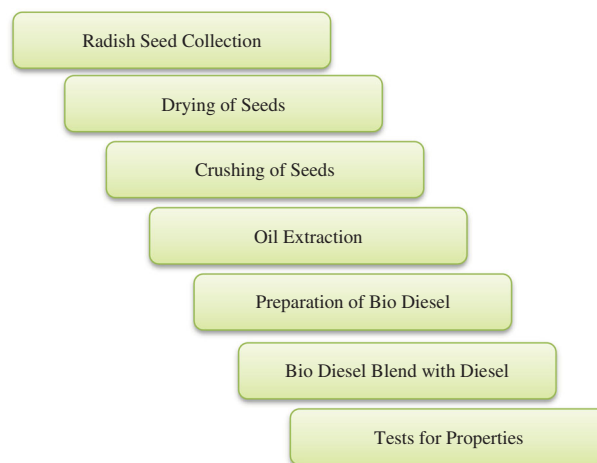 Radish Seed Collection
Drying of Seeds
Crushing of Seeds
Oil Extraction
Preparation of Bio Diesel
Bio Diesel Blend with Diesel
Tests for Properties